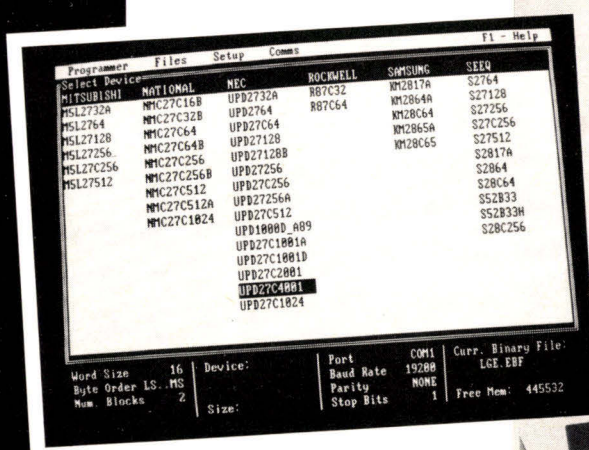 F1 - Help
Programmer Files Setup Comms
Select Device
MITSUBISHI NATIONAL NEC ROCKWELL SAMSUNG SEEQ
M5L2732A NMC27C16B UPD2732A R87C32 KM2817A S2764
M5L2764 NMC27C32B UPD2764 R87C64 KM2864A S27128
M5L27128 NMC27C64 UPD27C64 KM28C64 S27256
M5L27256_ NMC27C64B UPD27128 KM2865A S27C256
M5L27C256 NMC27C256 UPD27128B KM28C65 S27512
M5L27512 NMC27C256B UPD27256 S2817A
NMC27C512 UPD27C256 S2864
NMC27C512A UPD27256A S28C64
NMC27C1024 UPD27C512 S52B33
UPD1000D_A89 S52B33H
UPD27C1001A S28C256
UPD27C1001D
UPD27C2001
UPD27C4001
UPD27C1024
Word Size 16 Device: Port COM1 Curr. Binary File:
Byte Order LS..MS Baud Rate 19200 LGE.EBF
Num. Blocks 2 Parity NONE
Size: Stop Bits 1 Free Mem: 445532